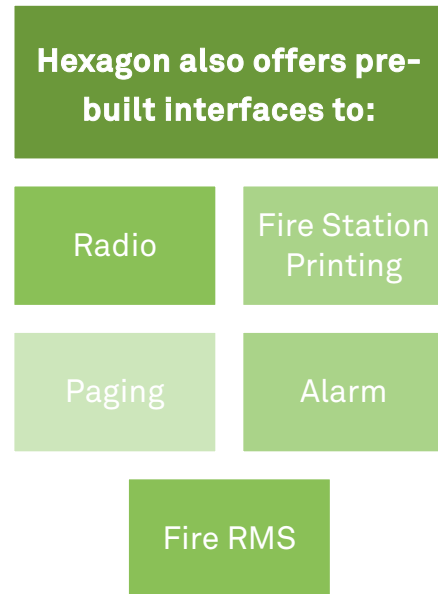 Hexagon also offers pre-
built interfaces to:
Radio
Fire Station
Printing
Paging
Alarm
Fire RMS